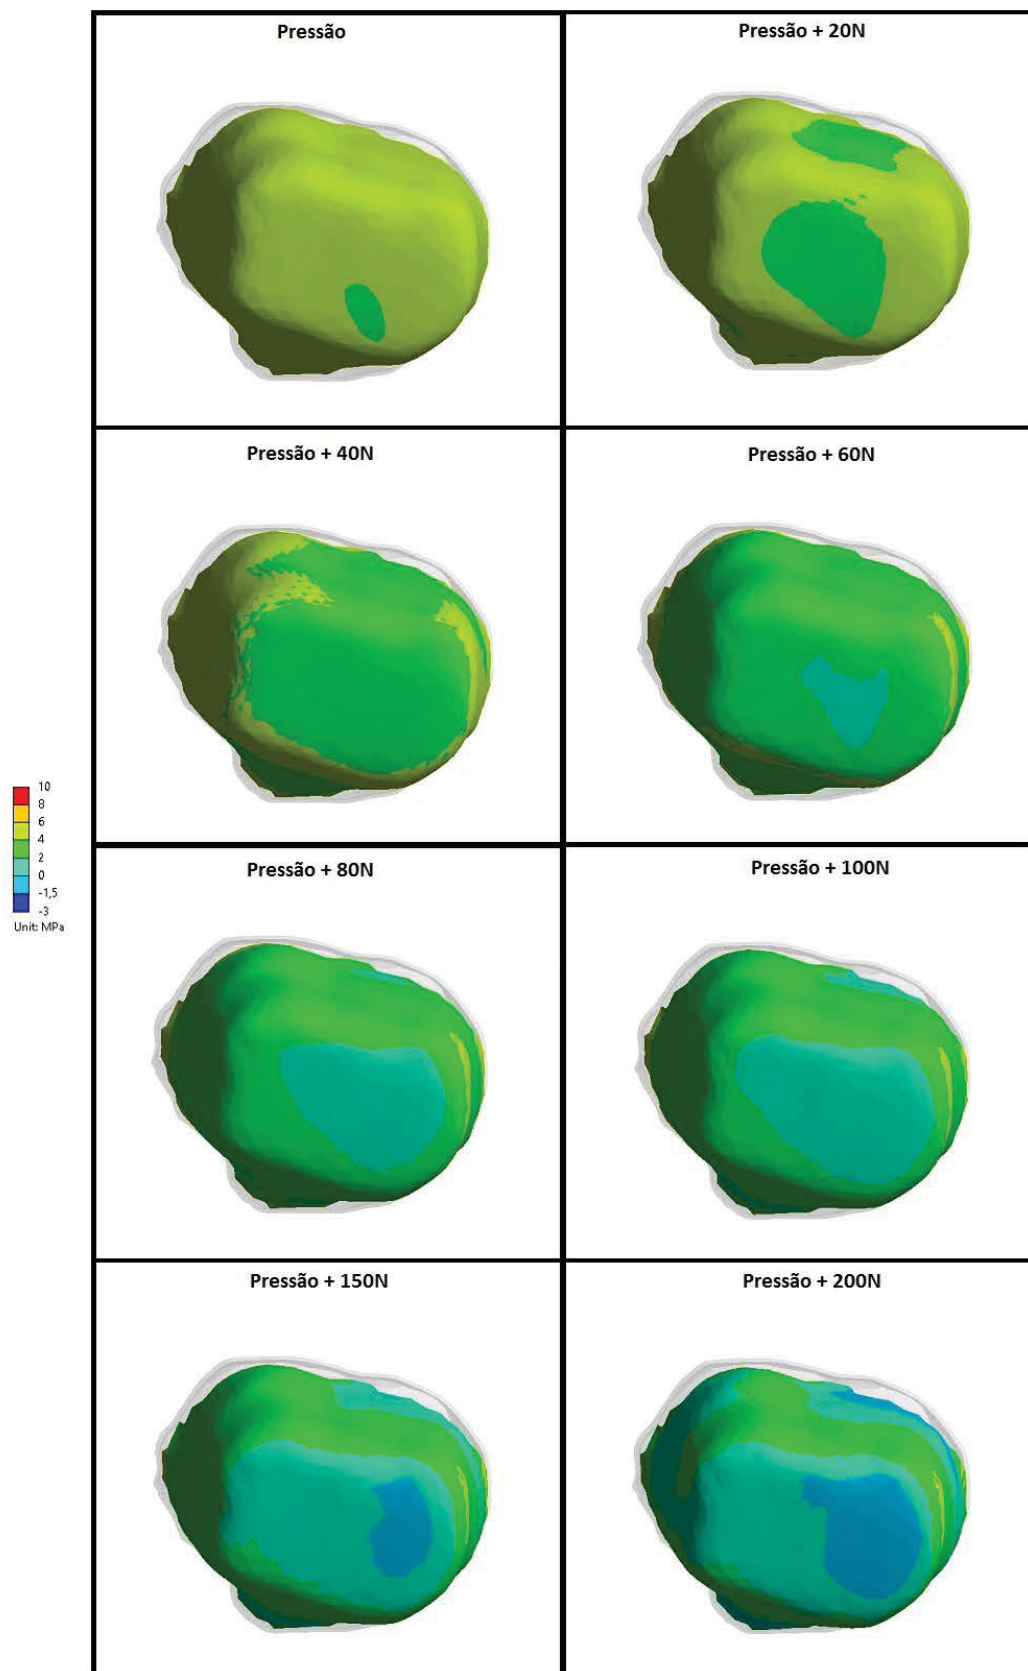 Pressão
Pressão + 20N
Pressão + 40N
Pressão + 60N
10
8
6
4
2
0
-1,5
-3
Unit: MPa
Pressão + 80N
Pressão + 100N
Pressão + 150N
Pressão + 200N